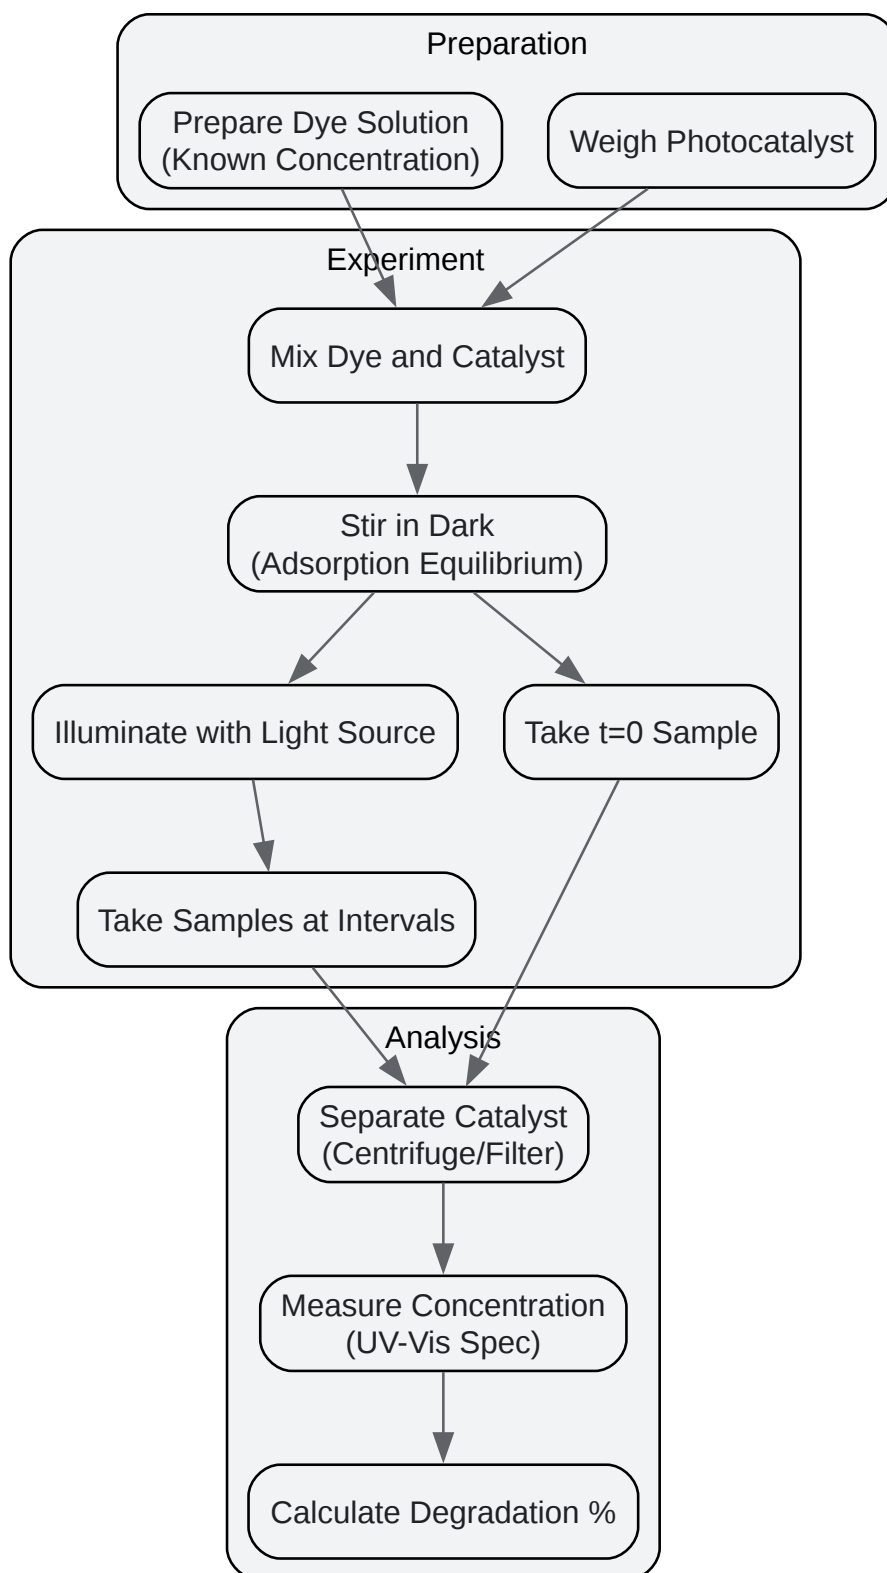 Preparation
Prepare Dye Solution
(Known Concentration)
Weigh Photocatalyst
Experiment
Mix Dye and Catalyst
Stir in Dark
(Adsorption Equilibrium)
Illuminate with Light Source
Take t=0 Sample
Take Samples at Intervals
Analysis
Separate Catalyst
(Centrifuge/Filter)
Measure Concentration
(UV-Vis Spec)
Calculate Degradation %